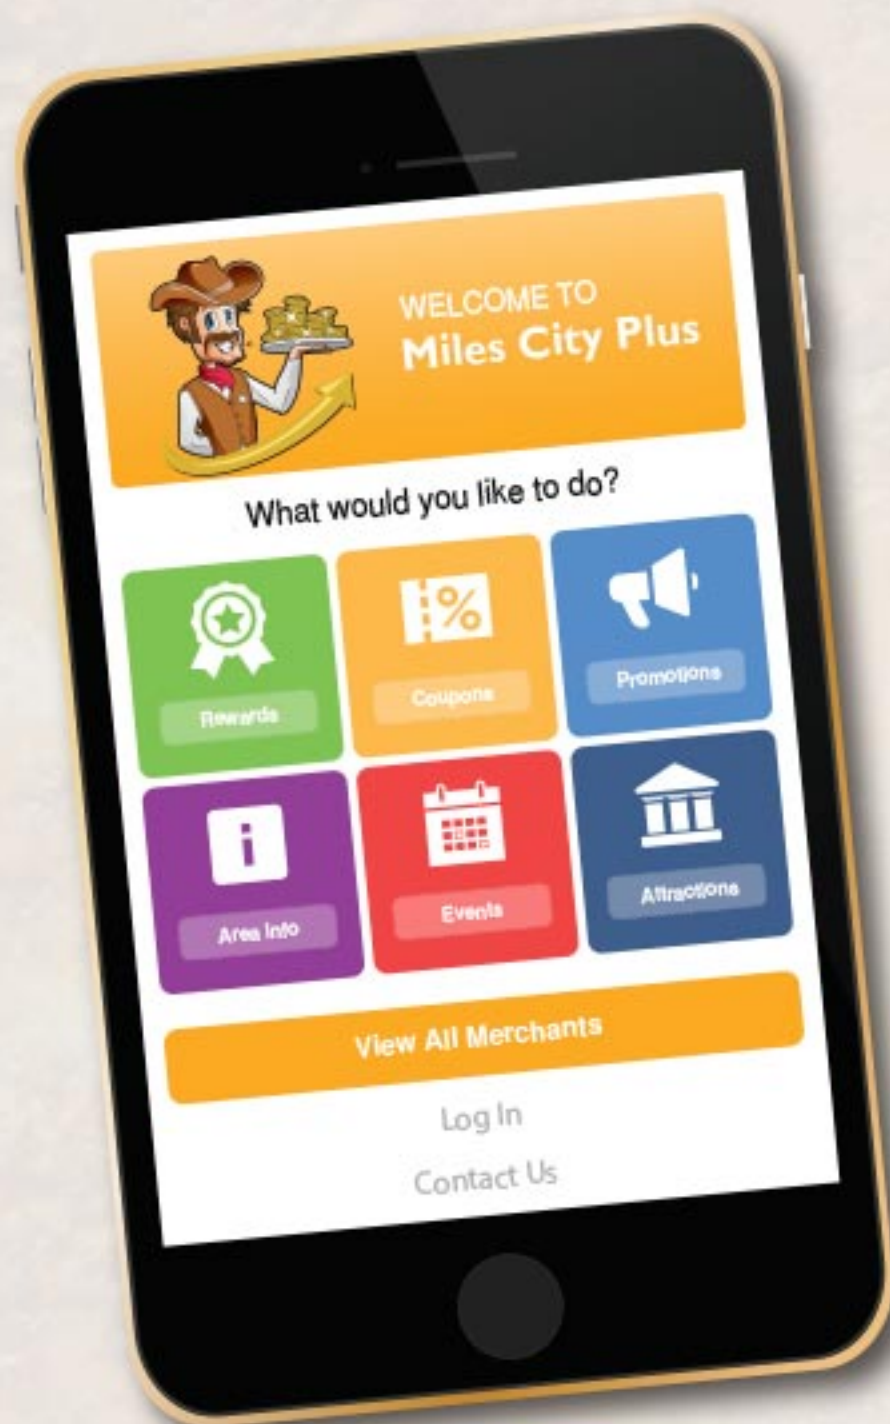 WELCOME TO
Miles City Plus
What would you like to do?
%
Rewards
Coupons
Promotions
i
Area Info
Events
Attractions
View All Merchants
Log In
Contact Us